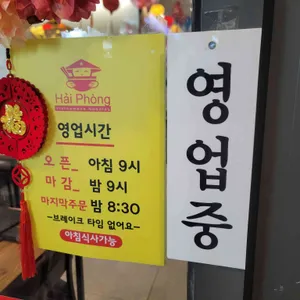 Hải Phòng
영업시간
오 픈_ 아침 9시
마 감_ 밤 9시
마지막주문 밤 8:30
–브레이크 타임 없어요–
아침식사가능
영업중